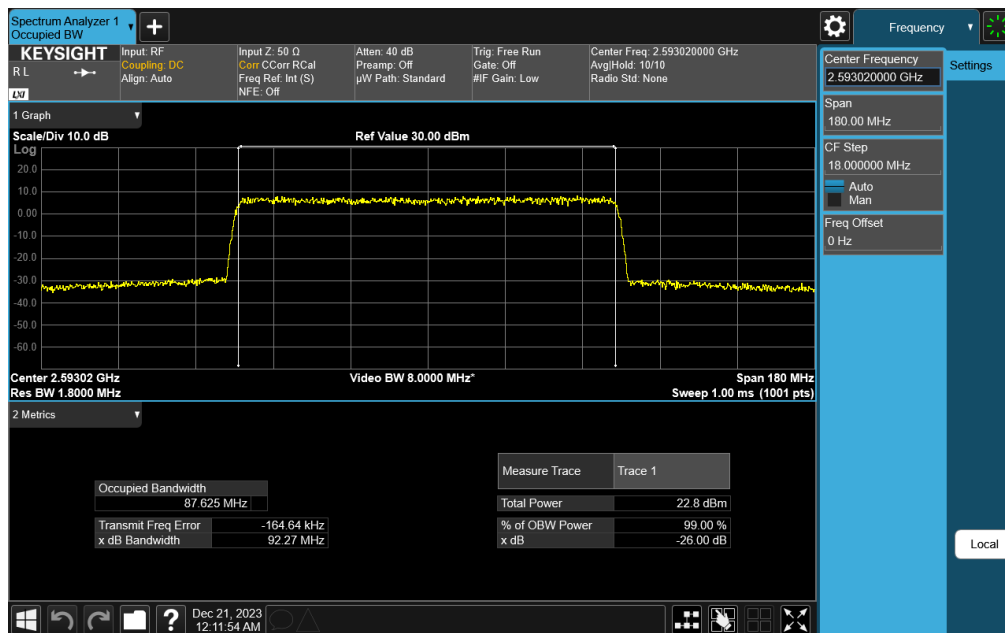 Spectrum Analyzer 1
Occupied BW
Frequency
KEYSIGHT
R L
LXI
Input: RF
Coupling: DC
Align: Auto
Input Z: 50 Ω
Corr CCorr RCal
Freq Ref: Int (S)
NFE: Off
Atten: 40 dB
Preamp: Off
µW Path: Standard
Trig: Free Run
Gate: Off
#IF Gain: Low
Center Freq: 2.593020000 GHz
Avg|Hold: 10/10
Radio Std: None
Center Frequency
2.593020000 GHz
Settings
Span
180.00 MHz
CF Step
18.000000 MHz
Auto
Man
Freq Offset
0 Hz
1 Graph
Scale/Div 10.0 dB
Ref Value 30.00 dBm
Log
20.0
10.0
0.00
-10.0
-20.0
-30.0
-40.0
-50.0
-60.0
Center 2.59302 GHz
Video BW 8.0000 MHz*
Span 180 MHz
Res BW 1.8000 MHz
Sweep 1.00 ms (1001 pts)
2 Metrics
Occupied Bandwidth
87.625 MHz
Transmit Freq Error -164.64 kHz
x dB Bandwidth 92.27 MHz
Measure Trace Trace 1
Total Power 22.8 dBm
% of OBW Power 99.00 %
x dB -26.00 dB
Local
?
Dec 21, 2023
12:11:54 AM